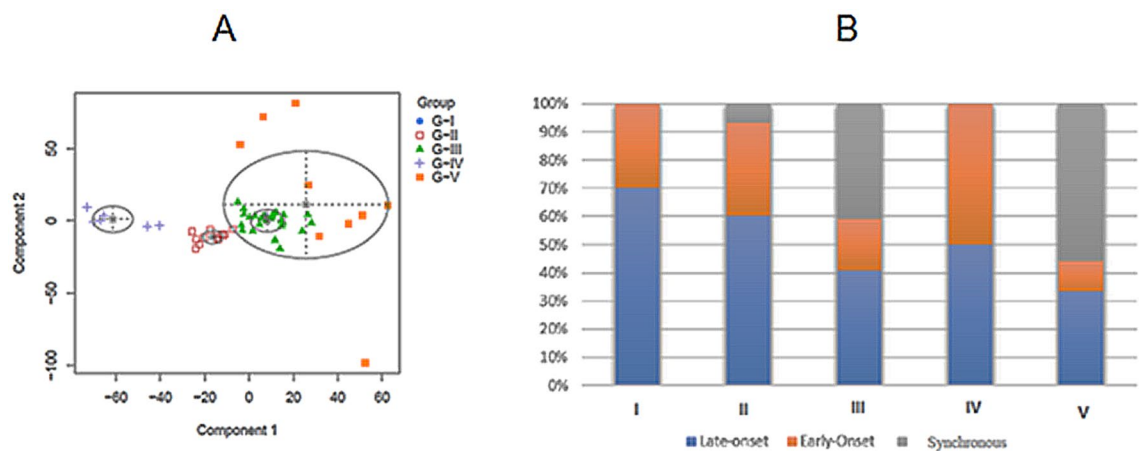 A
B
Group
G-I
G-II
G-III
G-IV
G-V
Component 2
50
0
−50
−100
−60
−40
−20
0
20
40
60
Component 1
100%
90%
80%
70%
60%
50%
40%
30%
20%
10%
0%
I
II
III
IV
V
Late-onset
Early-Onset
Synchronous